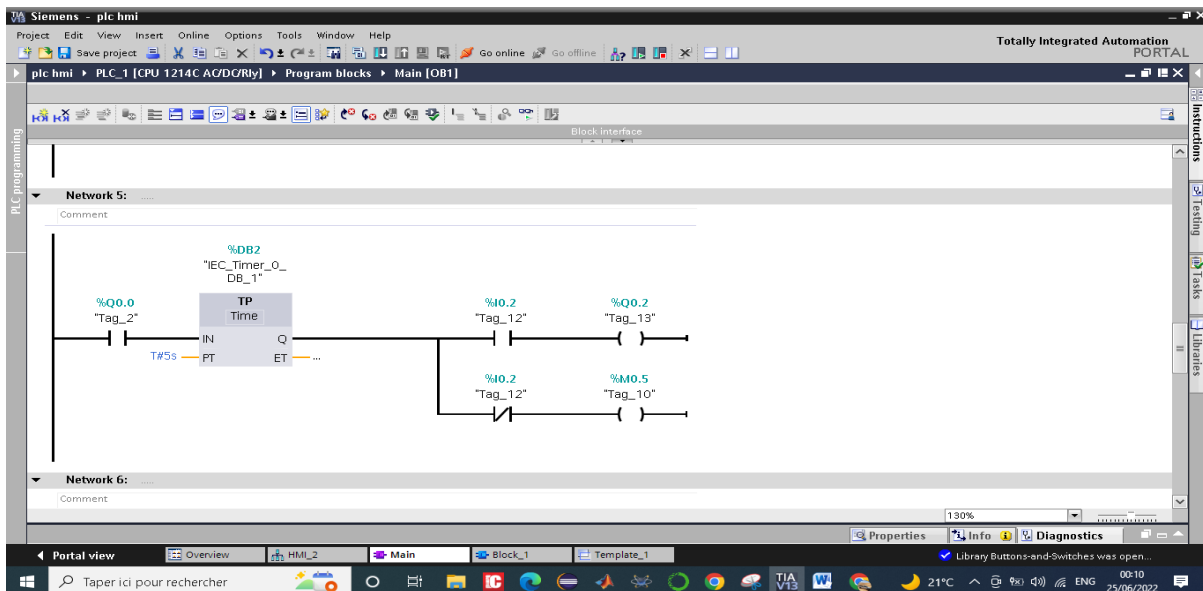 Siemens - plc hmi
Project Edit View Insert Online Options Tools Window Help
Totally Integrated Automation
PORTAL
Save project Go online Go offline
plc hmi PLC_1 [CPU 1214C AC/DC/Rly] Program blocks Main [OB1]
Block interface
PLC programming
Instructions
Testing
Tasks
Libraries
Network 5: .....
Comment
%DB2
"IEC_Timer_0_
DB_1"
%Q0.0
"Tag_2"
TP
Time
%I0.2
"Tag_12"
%Q0.2
"Tag_13"
IN Q
T#5s PT ET ...
%I0.2
"Tag_12"
%M0.5
"Tag_10"
Network 6: .....
Comment
130%
Properties Info Diagnostics
Portal view Overview HMI_2 Main Block_1 Template_1
Library Buttons-and-Switches was open...
Taper ici pour rechercher
TIA
V13
21°C ENG 00:10
25/06/2022